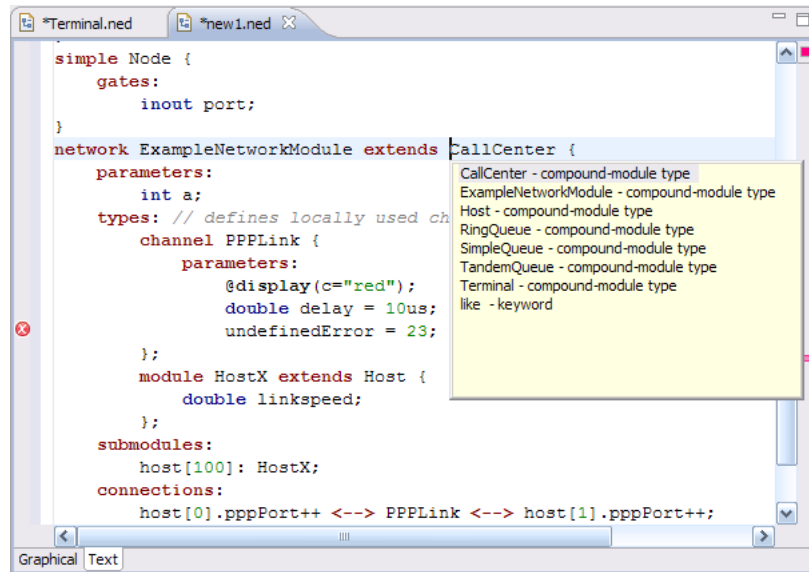 *Terminal.ned *new1.ned
simple Node {
gates:
inout port;
}
network ExampleNetworkModule extends CallCenter {
parameters:
int a;
types: // defines locally used ch
channel PPPLink {
parameters:
@display(c="red");
double delay = 10us;
undefinedError = 23;
};
module HostX extends Host {
double linkspeed;
};
submodules:
host[100]: HostX;
connections:
host[0].pppPort++ <--> PPPLink <--> host[1].pppPort++;
CallCenter - compound-module type
ExampleNetworkModule - compound-module type
Host - compound-module type
RingQueue - compound-module type
SimpleQueue - compound-module type
TandemQueue - compound-module type
Terminal - compound-module type
like - keyword
Graphical Text